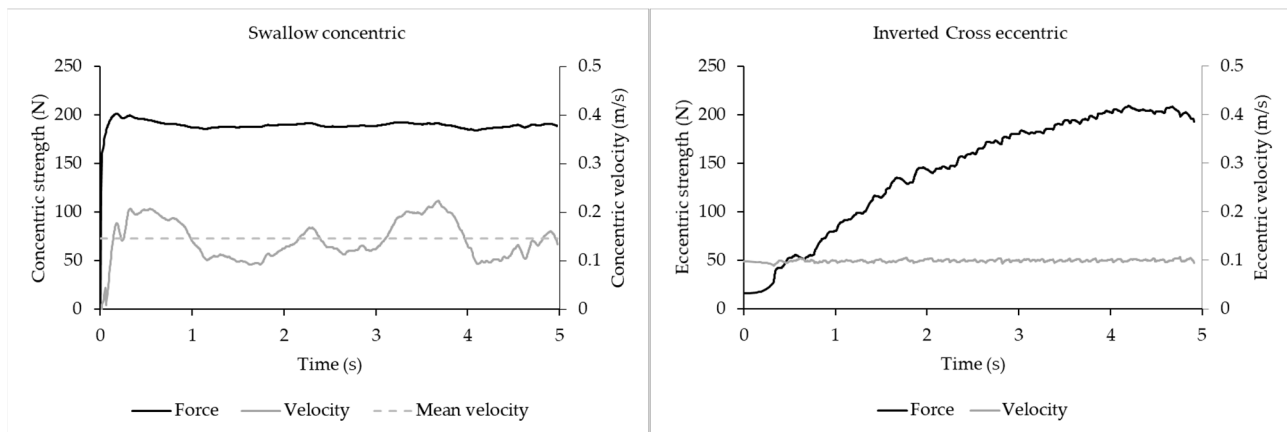 Swallow concentric
Concentric strength (N)
250
200
150
100
50
0
0.5
0.4
0.3
0.2
0.1
0
Concentric velocity (m/s)
0 1 2 3 4 5
Time (s)
Force Velocity Mean velocity
Inverted Cross eccentric
Eccentric strength (N)
250
200
150
100
50
0
0.5
0.4
0.3
0.2
0.1
0
Eccentric velocity (m/s)
0 1 2 3 4 5
Time (s)
Force Velocity